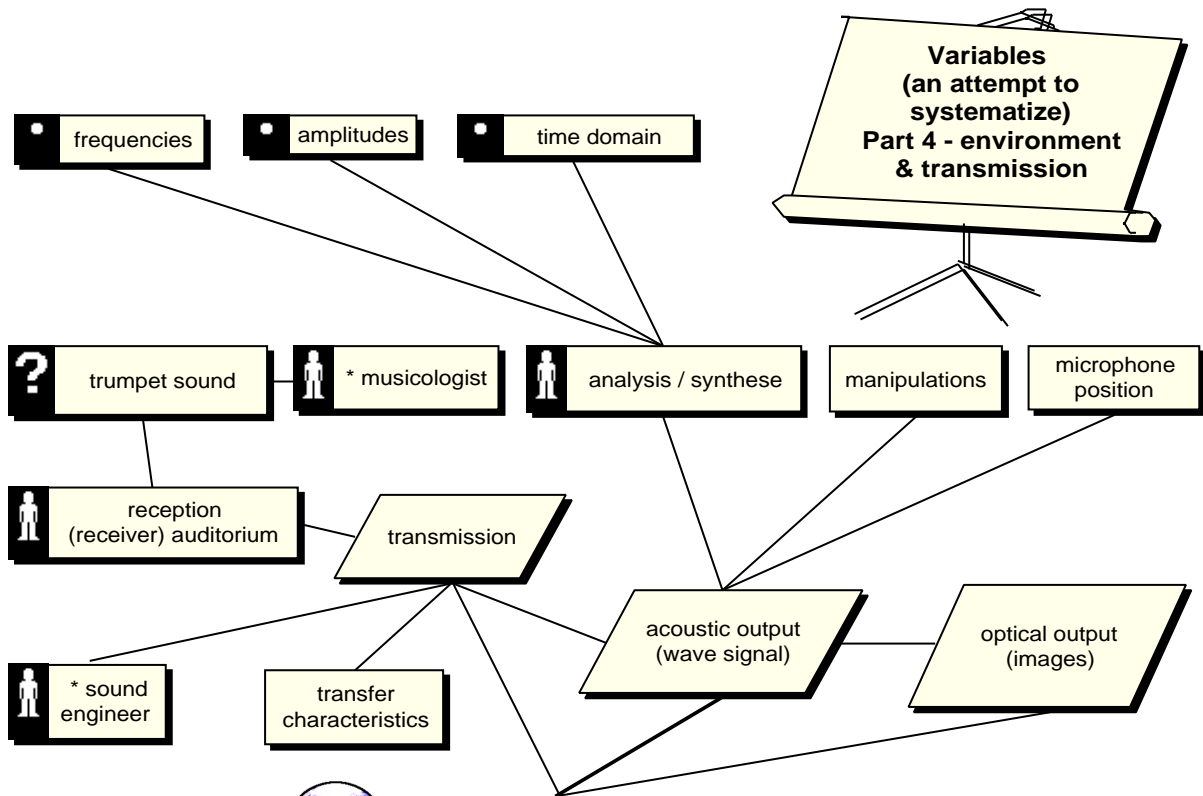 Variables
(an attempt to
systematize)
Part 4 - environment
& transmission
frequencies
amplitudes
time domain
?
trumpet sound
* musicologist
analysis / synthese
manipulations
microphone
position
reception
(receiver) auditorium
transmission
acoustic output
(wave signal)
optical output
(images)
* sound
engineer
transfer
characteristics